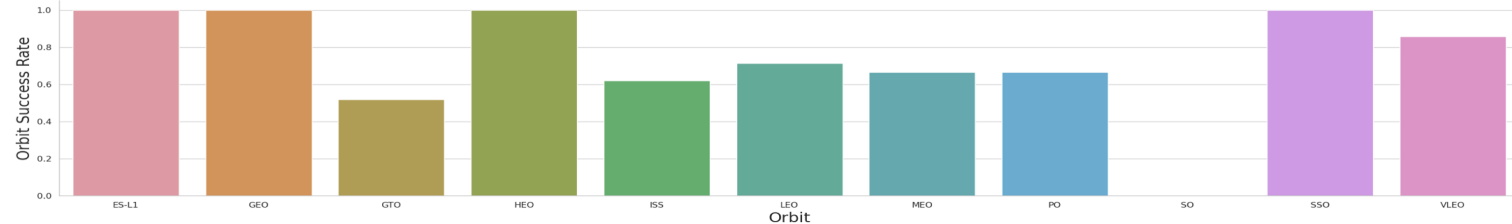 Orbit Success Rate
1.0
0.8
0.6
0.4
0.2
0.0
ES-L1 GEO GTO HEO ISS LEO MEO PO SO SSO VLEO
Orbit